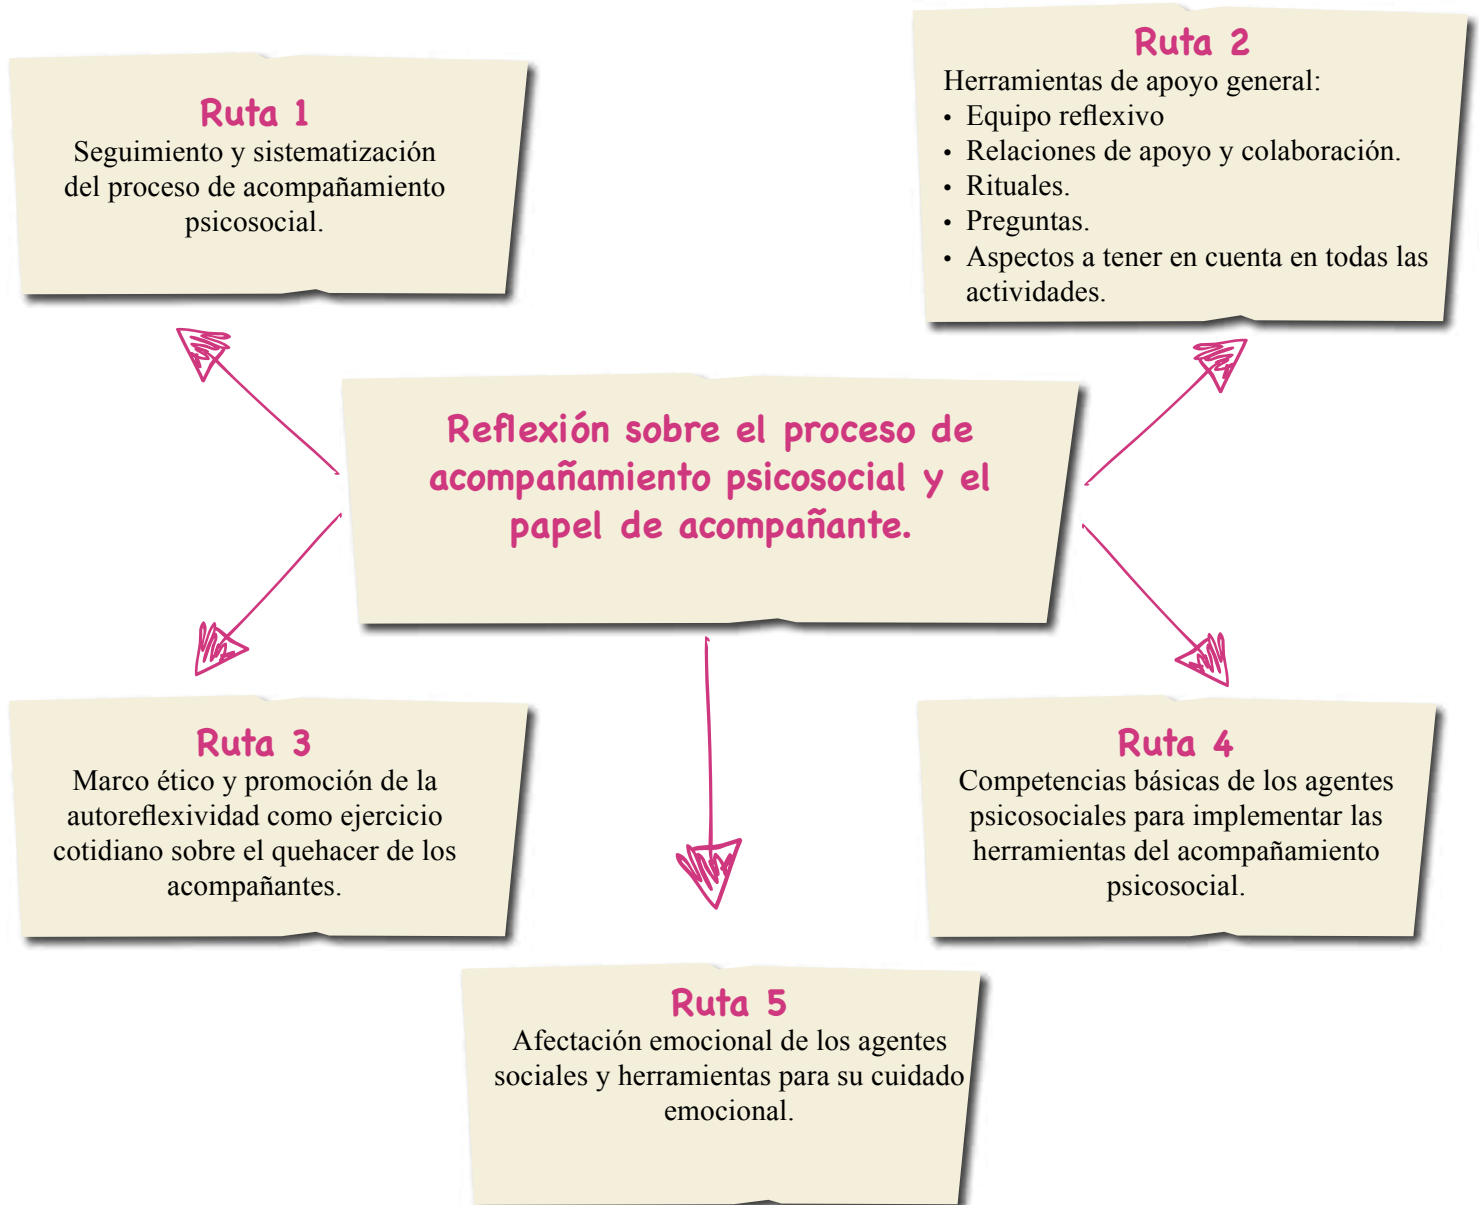 Ruta 1
Seguimiento y sistematización
del proceso de acompañamiento
psicosocial.
Ruta 2
Herramientas de apoyo general:
• Equipo reflexivo
• Relaciones de apoyo y colaboración.
• Rituales.
• Preguntas.
• Aspectos a tener en cuenta en todas las
actividades.
Reflexión sobre el proceso de
acompañamiento psicosocial y el
papel de acompañante.
Ruta 3
Marco ético y promoción de la
autoreflexividad como ejercicio
cotidiano sobre el quehacer de los
acompañantes.
Ruta 4
Competencias básicas de los agentes
psicosociales para implementar las
herramientas del acompañamiento
psicosocial.
Ruta 5
Afectación emocional de los agentes
sociales y herramientas para su cuidado
emocional.